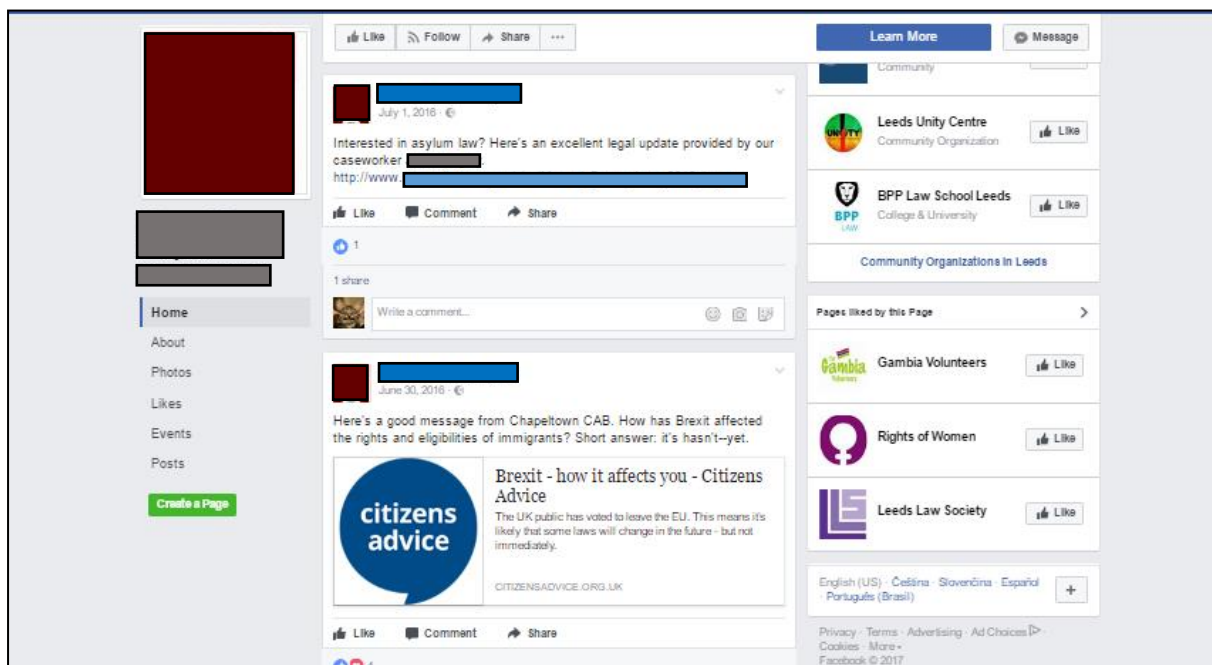 Like Follow Share ...
Learn More Message
July 1, 2016
Interested in asylum law? Here's an excellent legal update provided by our
caseworker
http://www.
Like Comment Share
1
1 share
Write a comment...
Home
About
Photos
Likes
Events
Posts
Create a Page
June 30, 2016
Here's a good message from Chapeltown CAB. How has Brexit affected
the rights and eligibilities of immigrants? Short answer: it's hasn't--yet.
citizens
advice
Brexit - how it affects you - Citizens
Advice
The UK public has voted to leave the EU. This means it's
likely that some laws will change in the future - but not
immediately.
CITIZENSADVICE.ORG.UK
Like Comment Share
Community
UNITY
Leeds Unity Centre
Community Organization
Like
BPP
LAW
BPP Law School Leeds
College & University
Like
Community Organizations in Leeds
Pages liked by this Page
Gambia
Gambia Volunteers
Like
Rights of Women
Like
LLS
Leeds Law Society
Like
English (US) · Čeština · Slovenčina · Español
· Português (Brasil)
+
Privacy · Terms · Advertising · Ad Choices
Cookies · More
Facebook © 2017